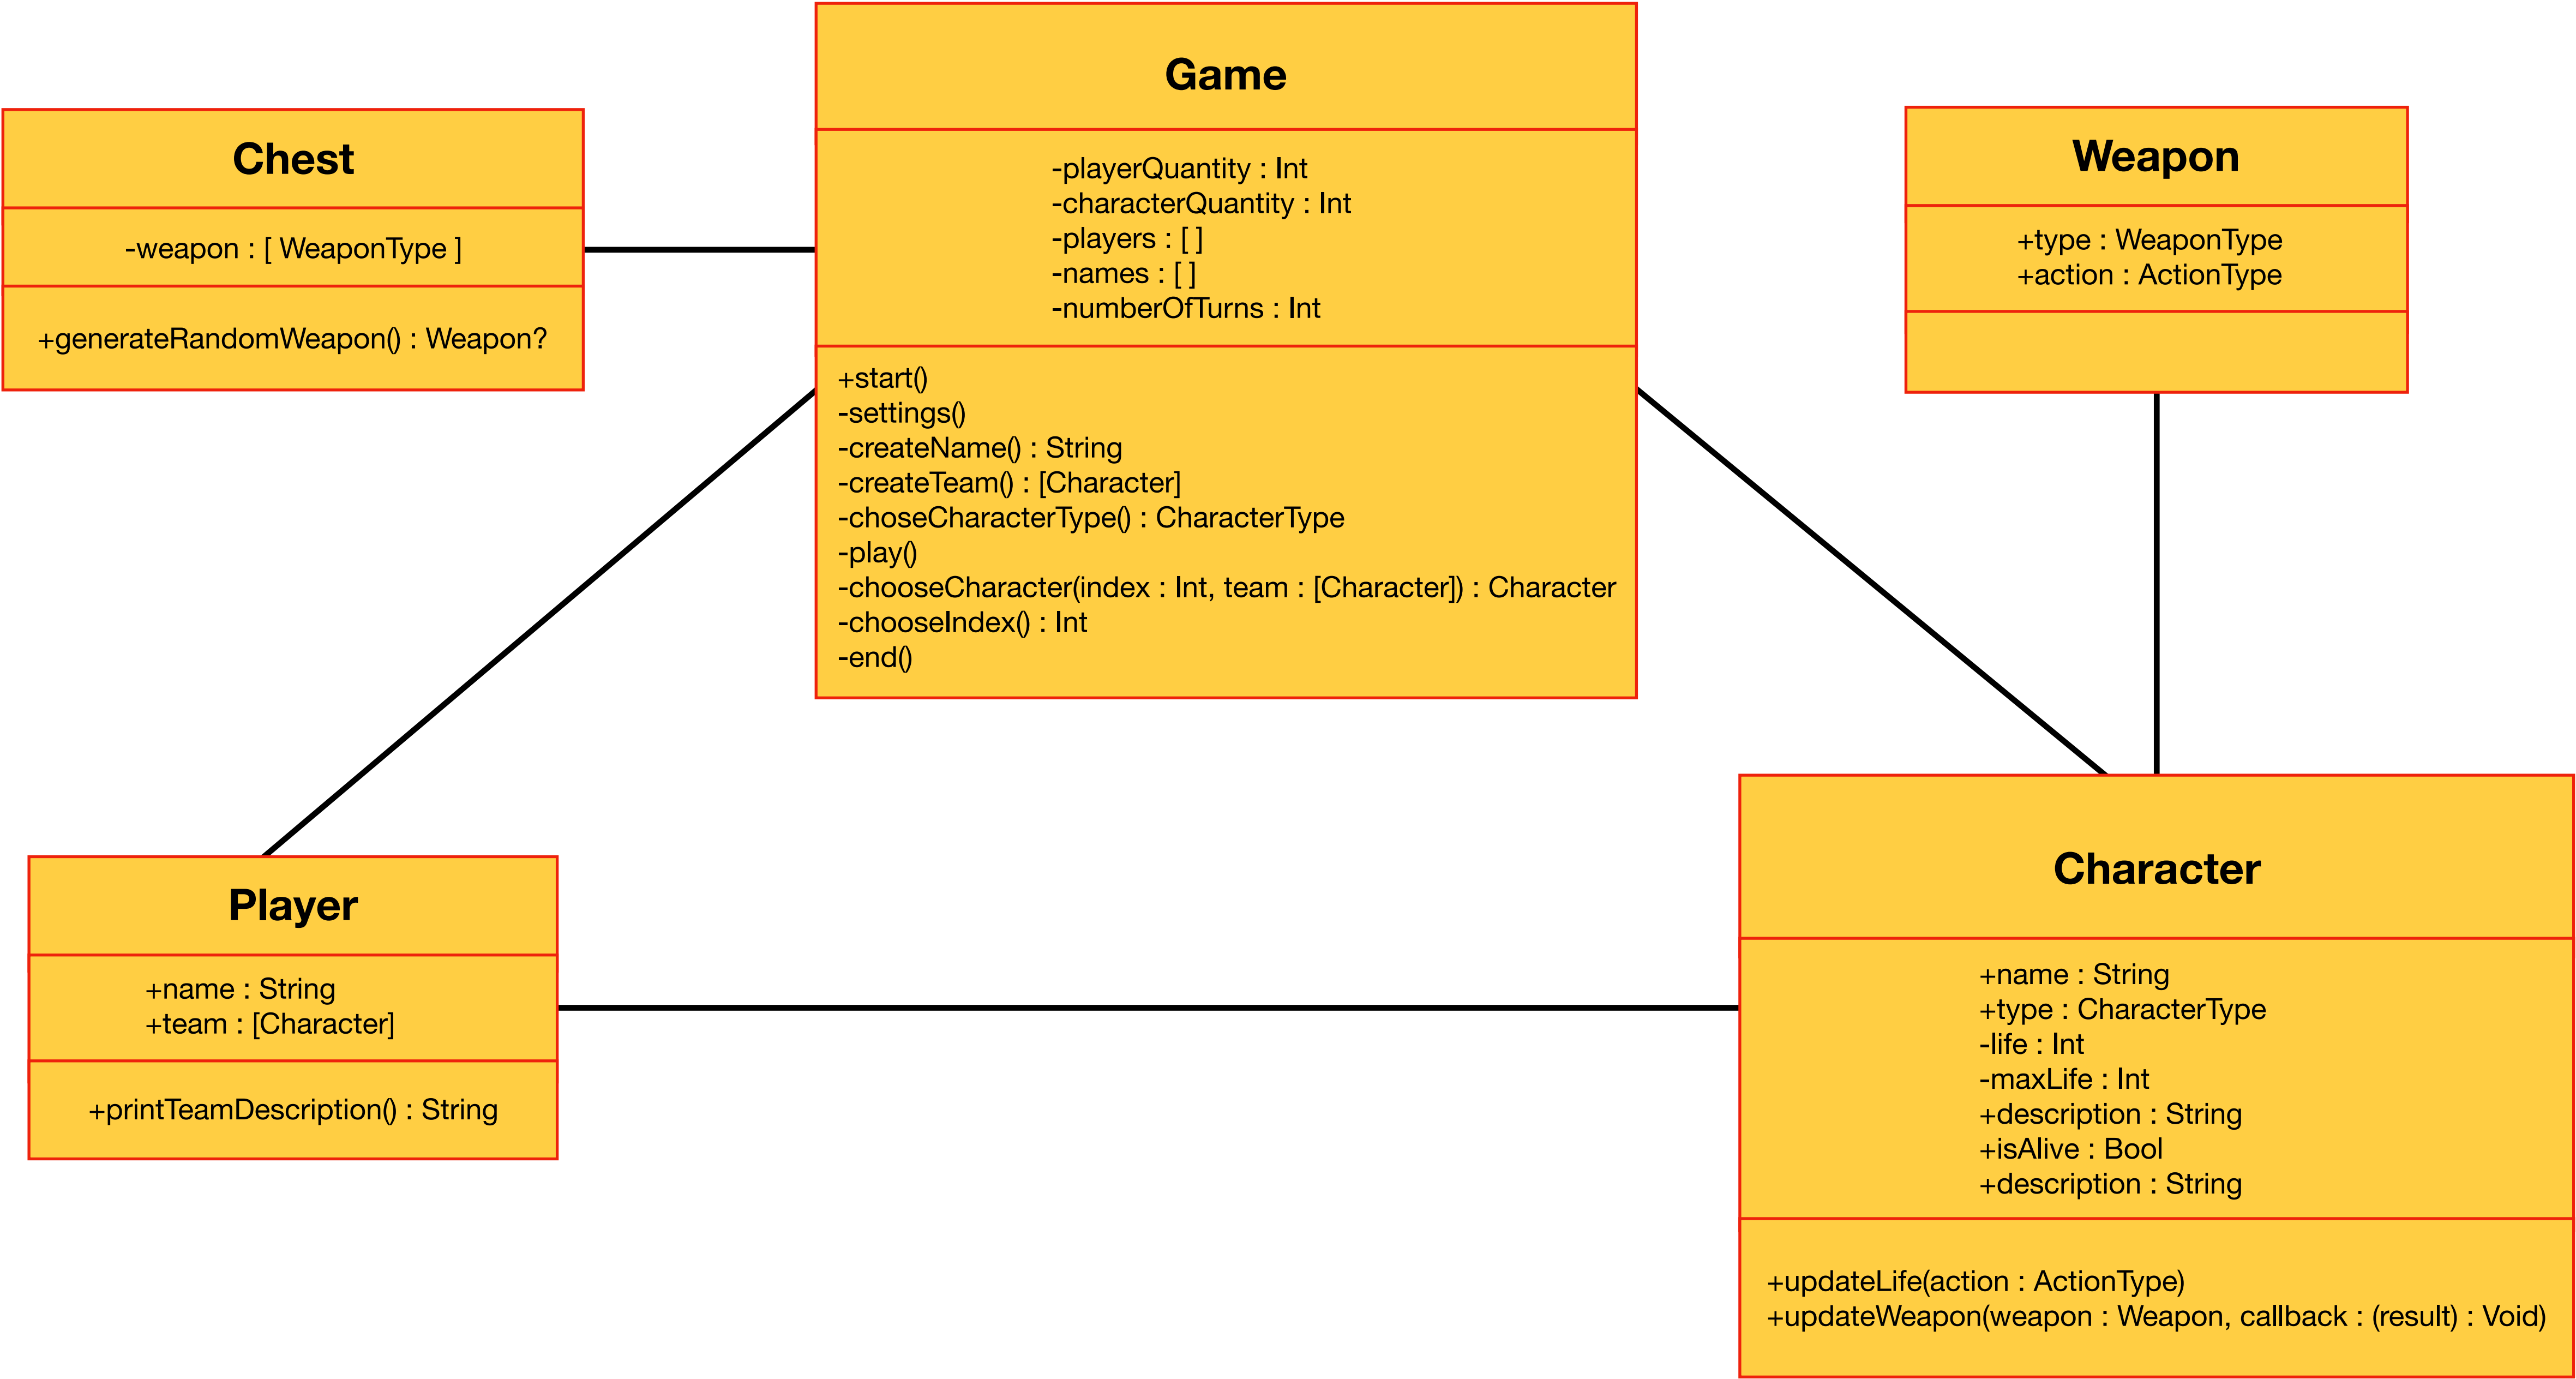 Game
-playerQuantity : Int
-characterQuantity : Int
-players : [ ]
-names : [ ]
-numberOfTurns : Int
+start()
-settings()
-createName() : String
-createTeam() : [Character]
-choseCharacterType() : CharacterType
-play()
-chooseCharacter(index : Int, team : [Character]) : Character
-chooseIndex() : Int
-end()
Chest
-weapon : [ WeaponType ]
+generateRandomWeapon() : Weapon?
Weapon
+type : WeaponType
+action : ActionType
Player
+name : String
+team : [Character]
+printTeamDescription() : String
Character
+name : String
+type : CharacterType
-life : Int
-maxLife : Int
+description : String
+isAlive : Bool
+description : String
+updateLife(action : ActionType)
+updateWeapon(weapon : Weapon, callback : (result) : Void)